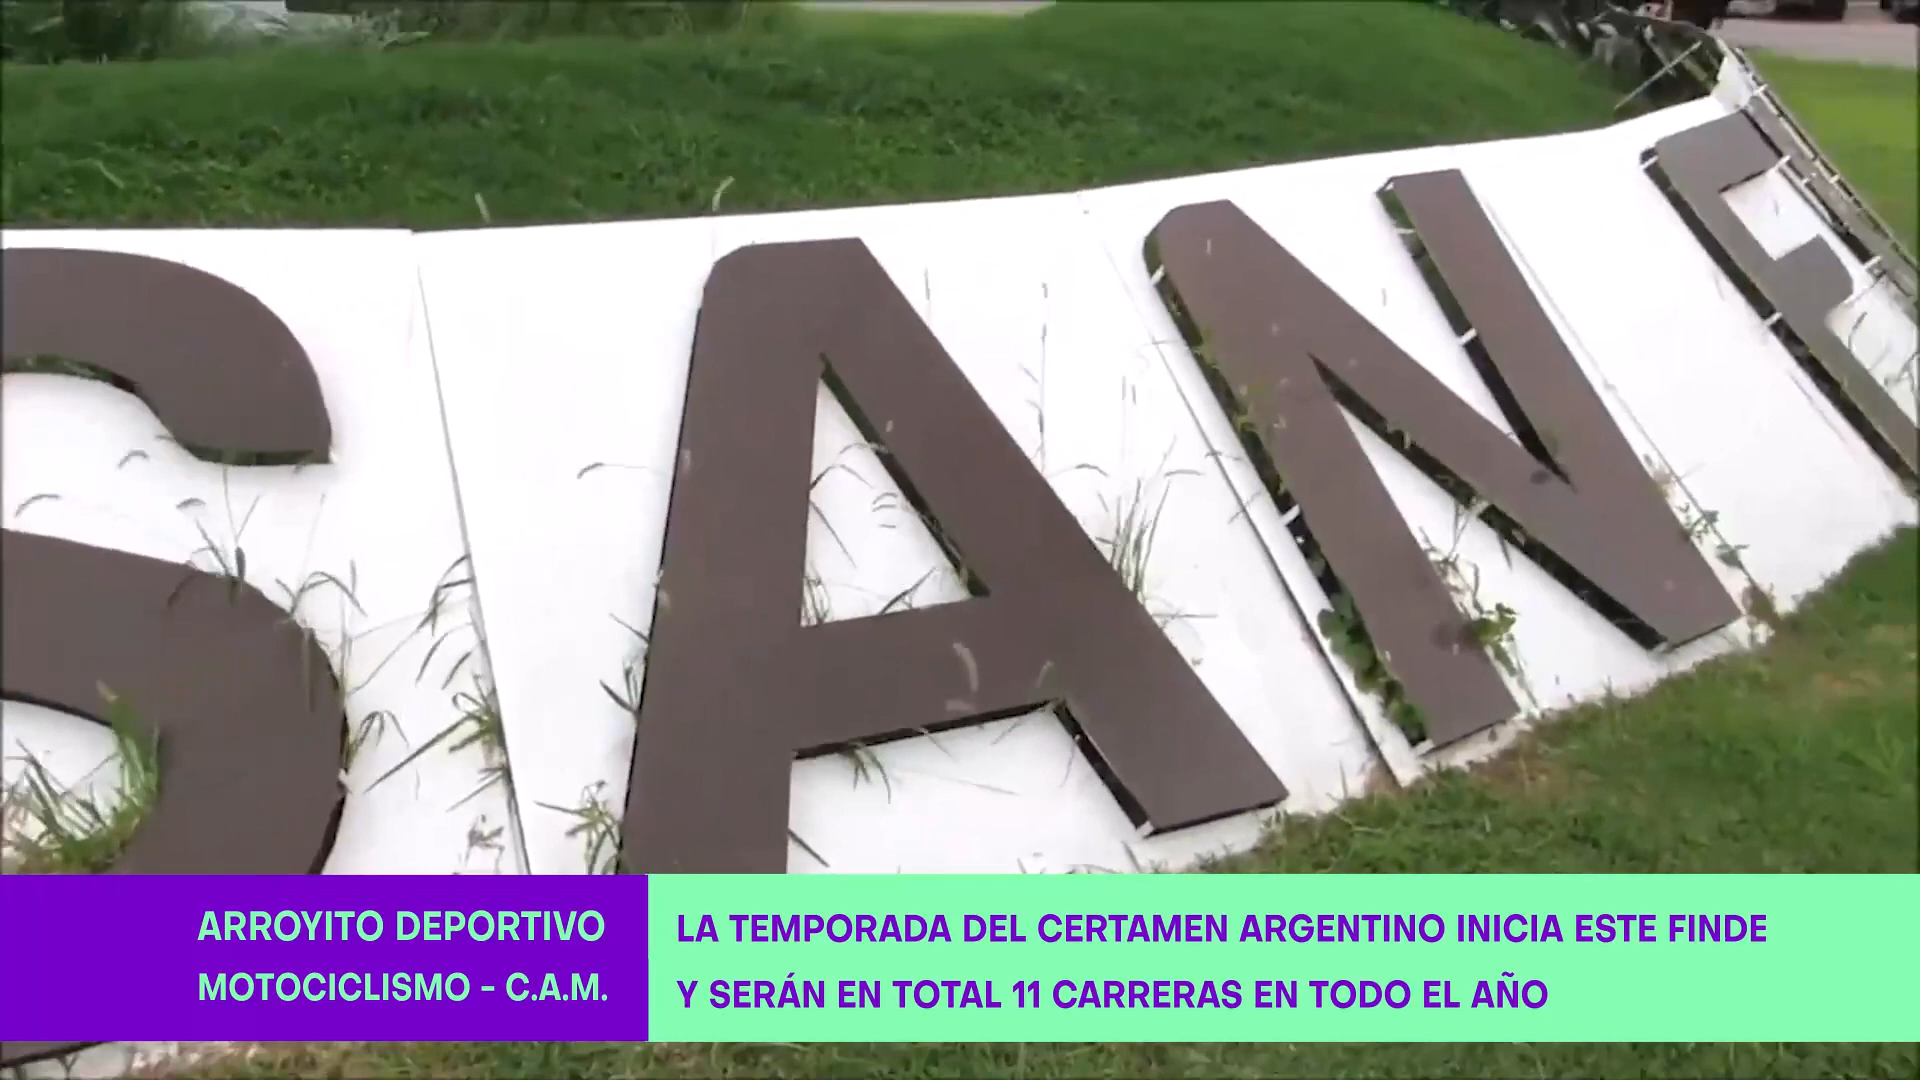 SAN
ARROYITO DEPORTIVO
MOTOCICLISMO - C.A.M.
LA TEMPORADA DEL CERTAMEN ARGENTINO INICIA ESTE FINDE
Y SERÁN EN TOTAL 11 CARRERAS EN TODO EL AÑO